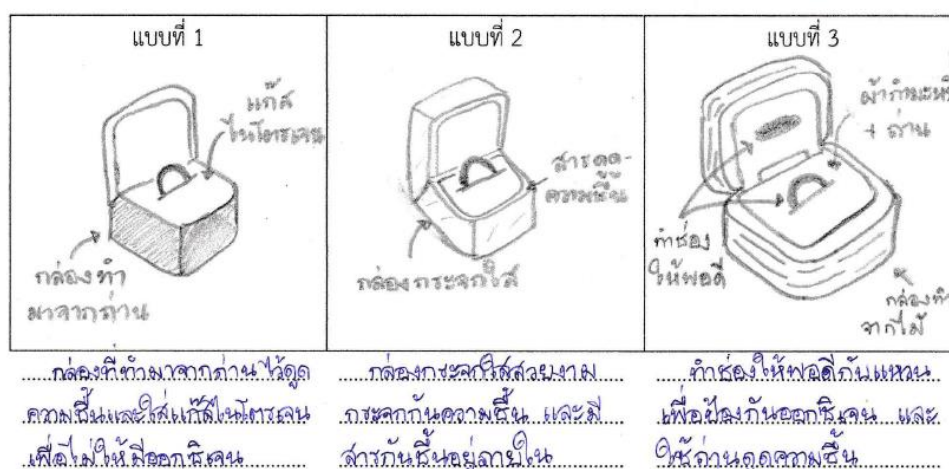 แบบที่ 1
แก๊ส
ไนโตรเจน
กล่องทำ
มาจากถ่าน
กล่องที่ทำมาจากถ่าน ไว้ดูด
ความชื้นและใส่แก๊สไนโตรเจน
เพื่อไม่ให้มีออกซิเจน
แบบที่ 2
สารดูด-
ความชื้น
กล่องกระจกใส
กล่องกระจกใสสวยงาม
กระจกกันความชื้น และมี
สารกันชื้นอยู่ภายใน
แบบที่ 3
ผ้ากำมะหยี่
+ ถ่าน
ทำช่อง
ให้พอดี
กล่องทำ
จากไม้
ทำช่องให้พอดีกับแหวน
เพื่อป้องกันออกซิเจน และ
ใช้ถ่านดูดความชื้น